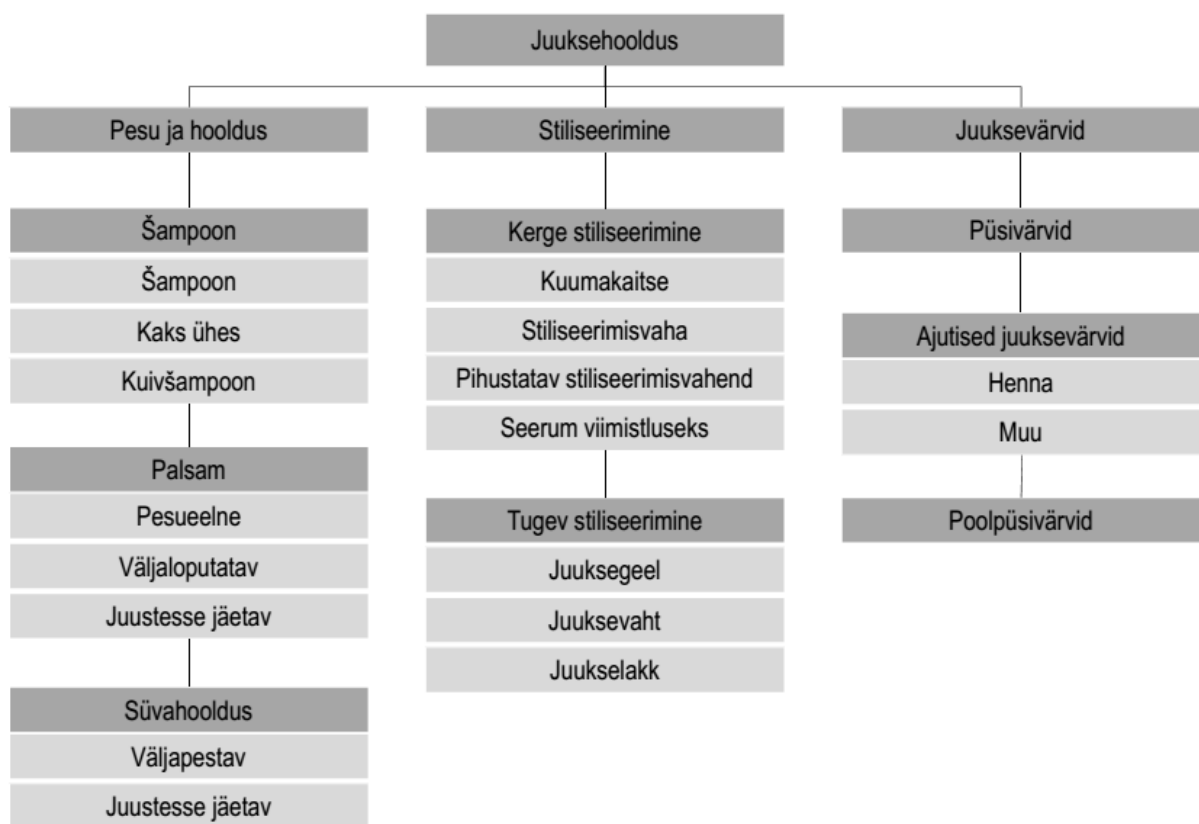 Juuksehooldus
Pesu ja hooldus
Šampoon
Šampoon
Kaks ühes
Kuivšampoon
Palsam
Pesueelne
Väljaloputatav
Juustesse jäetav
Süvahooldus
Väljapestav
Juustesse jäetav
Stiliseerimine
Kerge stiliseerimine
Kuumakaitse
Stiliseerimisvaha
Pihustatav stiliseerimisvahend
Seerum viimistluseks
Tugev stiliseerimine
Juuksegeel
Juuksevaht
Juukselakk
Juuksevärvid
Püsivärvid
Ajutised juuksevärvid
Henna
Muu
Poolpüsivärvid